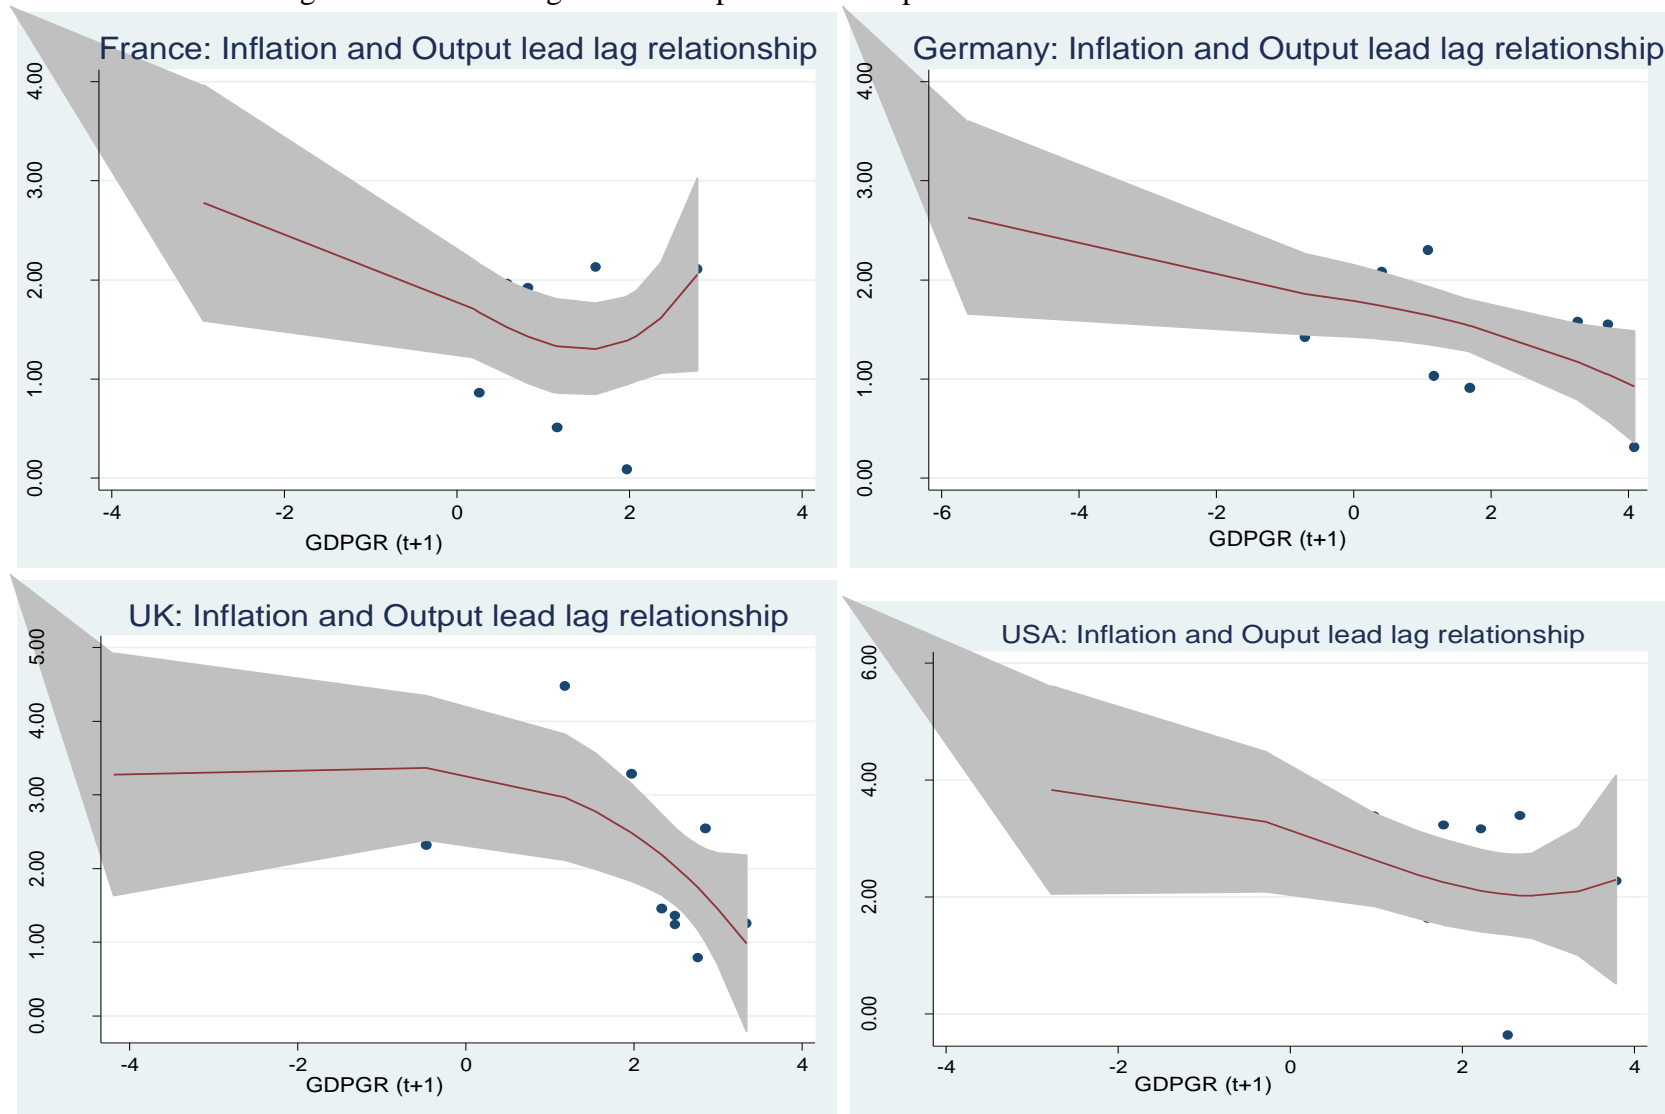 France: Inflation and Output lead lag relationship
4.00
3.00
2.00
1.00
0.00
-4 -2 0 2 4
GDPGR (t+1)
Germany: Inflation and Output lead lag relationship
4.00
3.00
2.00
1.00
0.00
-6 -4 -2 0 2 4
GDPGR (t+1)
UK: Inflation and Output lead lag relationship
5.00
4.00
3.00
2.00
1.00
0.00
-4 -2 0 2 4
GDPGR (t+1)
USA: Inflation and Ouput lead lag relationship
6.00
4.00
2.00
0.00
-4 -2 0 2 4
GDPGR (t+1)